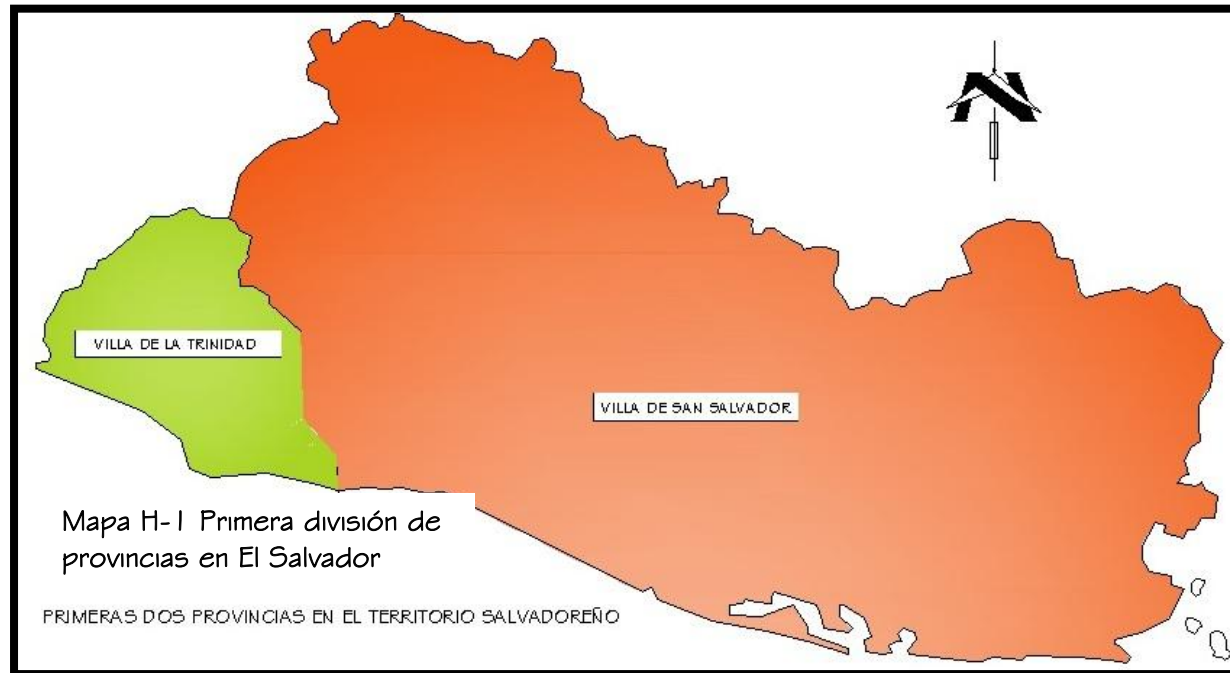 VILLA DE LA TRINIDAD
VILLA DE SAN SALVADOR
Mapa H-1 Primera división de
provincias en El Salvador
PRIMERAS DOS PROVINCIAS EN EL TERRITORIO SALVADOREÑO
N